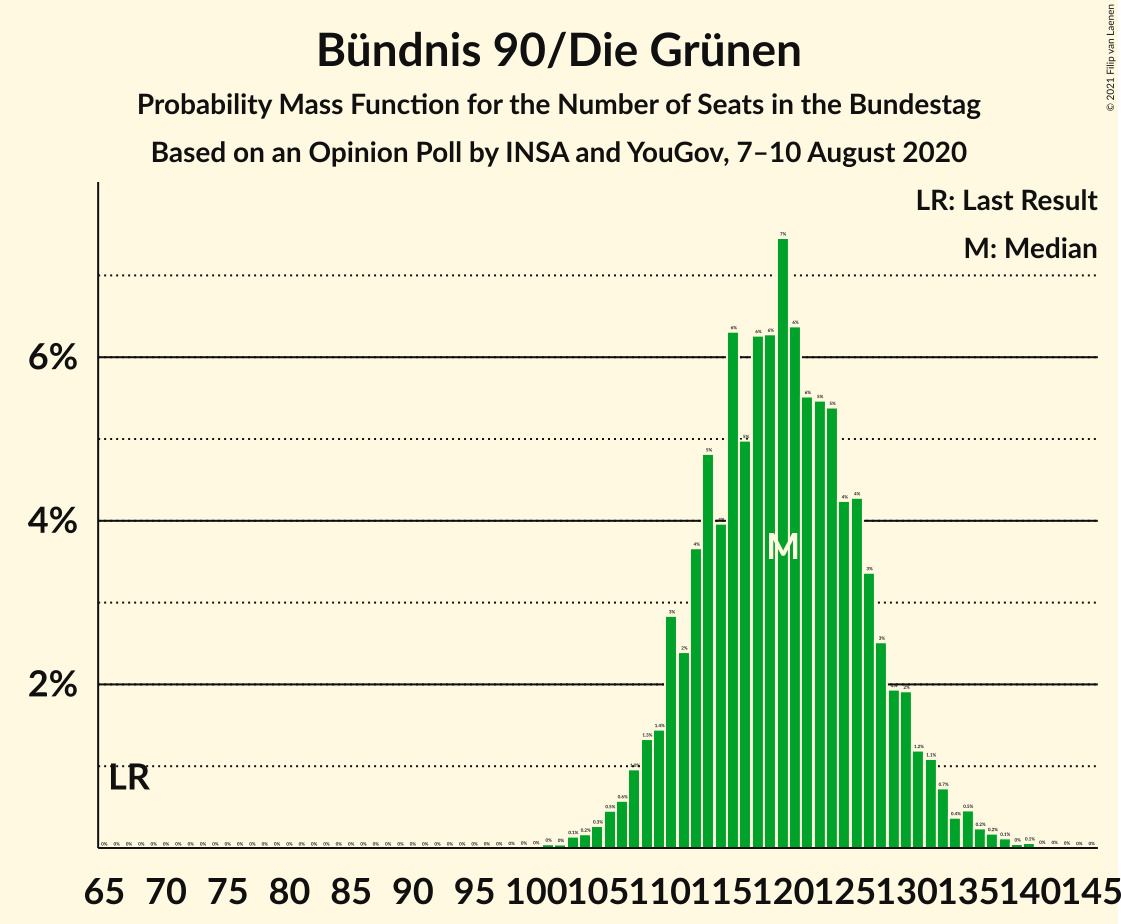 Bündnis 90/Die Grünen
Probability Mass Function for the Number of Seats in the Bundestag
Based on an Opinion Poll by INSA and YouGov, 7–10 August 2020
© 2021 Filip van Laenen
LR: Last Result
M: Median
6%
4%
2%
LR
M
65 70 75 80 85 90 95 100 105 110 115 120 125 130 135 140 145